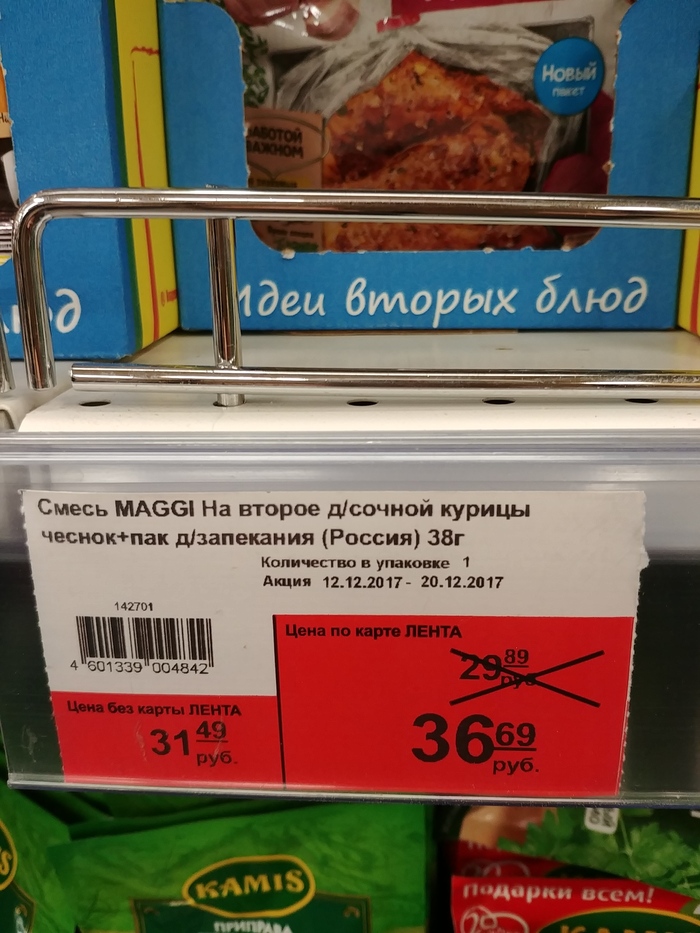 Новый
пакет
АЖНОМ
Идеи вторых блюд
юд
Смесь MAGGI На второе д/сочной курицы
чеснок+пак д/запекания (Россия) 38г
Количество в упаковке 1
Акция 12.12.2017 - 20.12.2017
142701
4 601339 004842
Цена по карте ЛЕНТА
29 89
руб.
Цена без карты ЛЕНТА
31 49
руб.
36 69
руб.
KAMIS
ПРИПРАВА
Подарки всем!